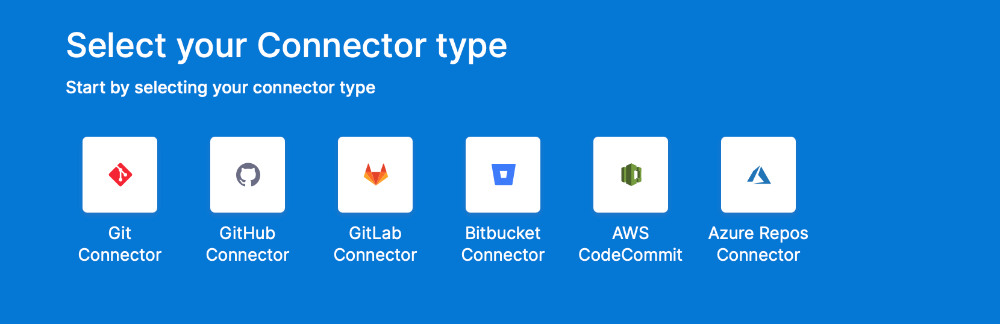 Select your Connector type
Start by selecting your connector type
Git
Connector
GitHub
Connector
GitLab
Connector
Bitbucket
Connector
AWS
CodeCommit
Azure Repos
Connector